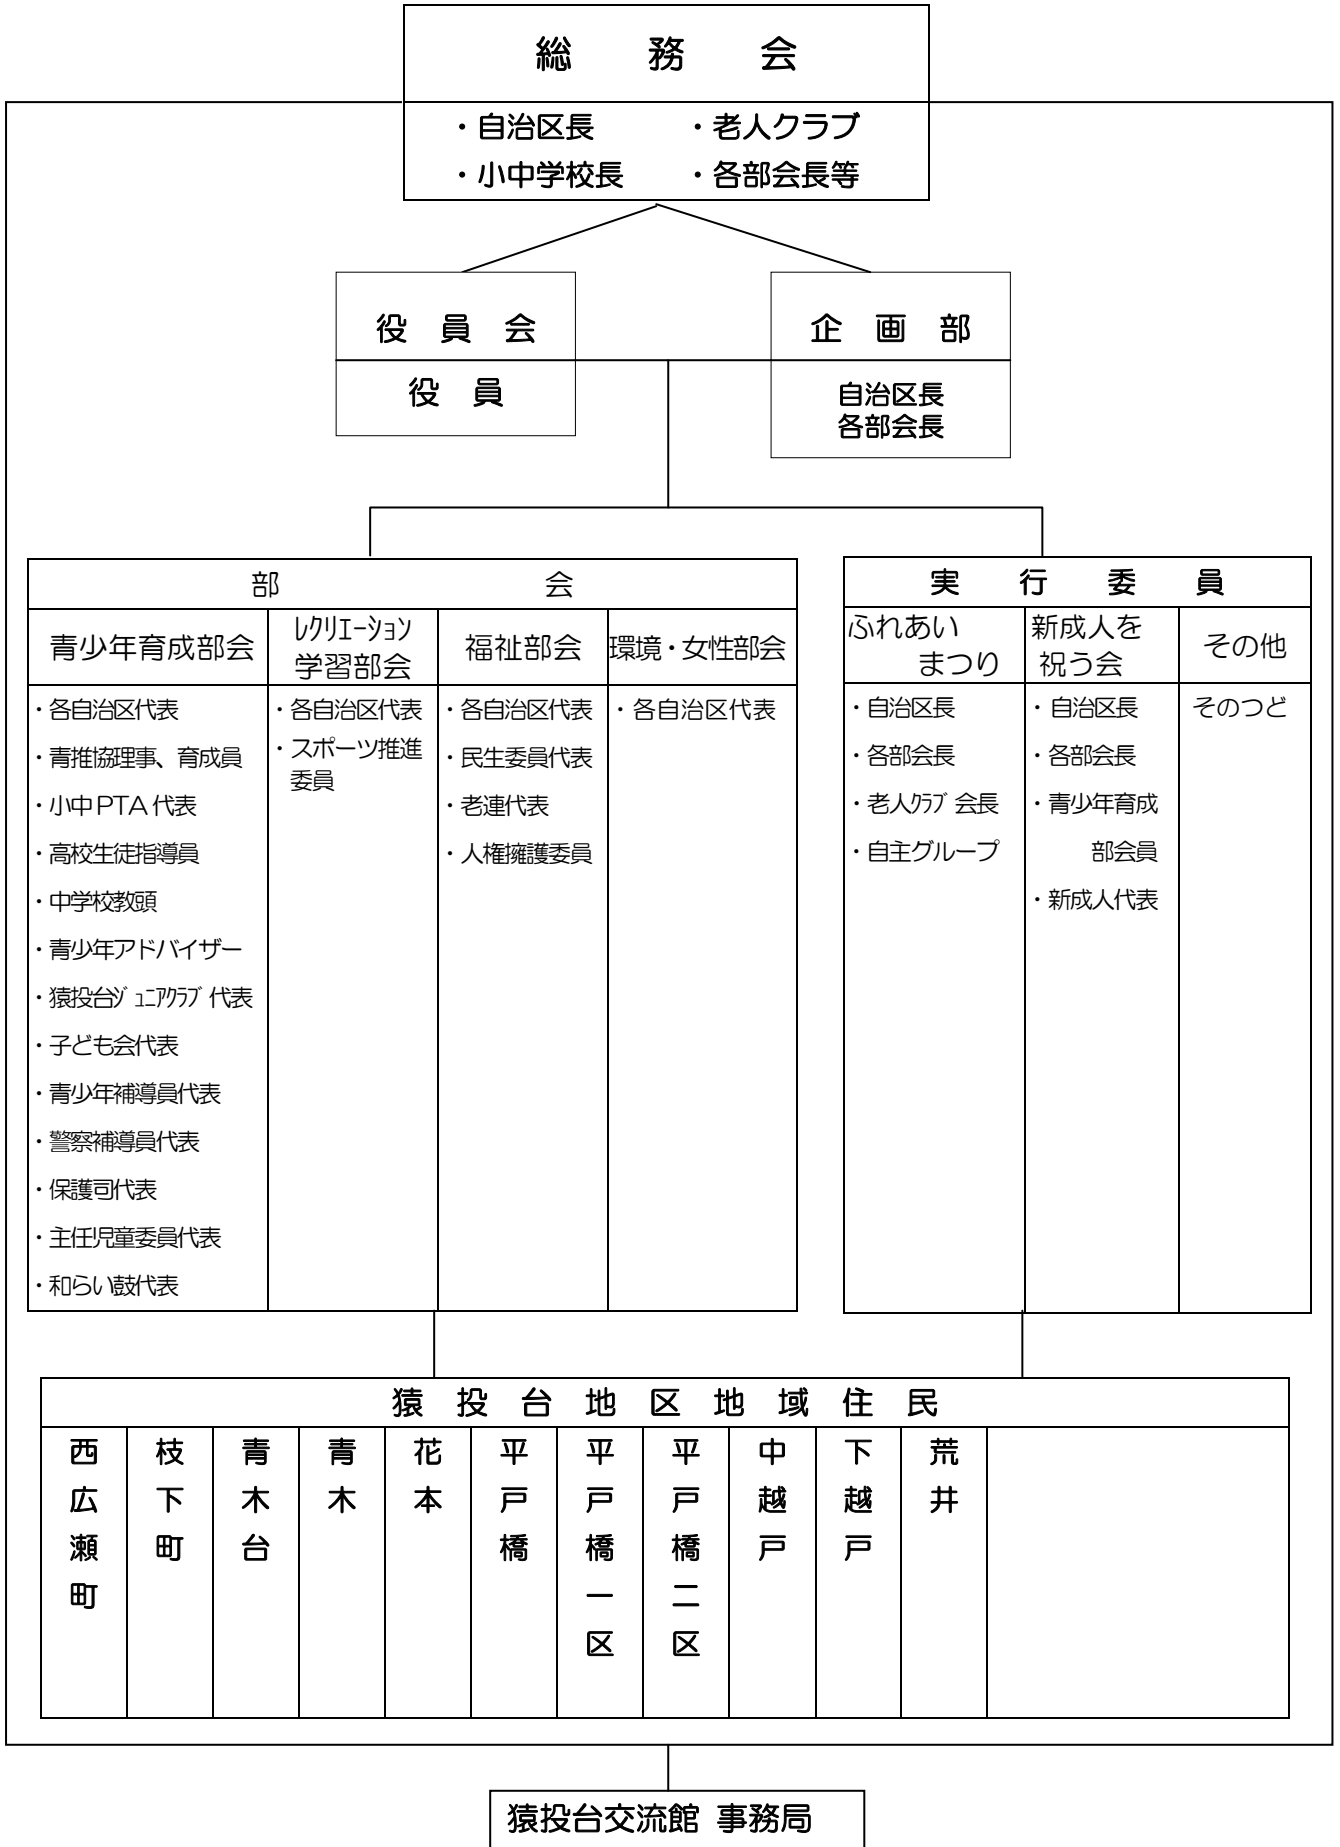 総務会
・自治区長 ・老人クラブ
・小中学校長 ・各部会長等
役員会
役員
企画部
自治区長
各部会長
部会
青少年育成部会
・各自治区代表
・青推協理事、育成員
・小中PTA代表
・高校生徒指導員
・中学校教頭
・青少年アドバイザー
・猿投台ｼﾞｭﾆｱｸﾗﾌﾞ代表
・子ども会代表
・青少年補導員代表
・警察補導員代表
・保護司代表
・主任児童委員代表
・和らい鼓代表
ﾚｸﾘｴｰｼｮﾝ
学習部会
・各自治区代表
・スポーツ推進
委員
福祉部会
・各自治区代表
・民生委員代表
・老連代表
・人権擁護委員
環境・女性部会
・各自治区代表
実行委員
ふれあい
まつり
・自治区長
・各部会長
・老人ｸﾗﾌﾞ会長
・自主グループ
新成人を
祝う会
・自治区長
・各部会長
・青少年育成
部会員
・新成人代表
その他
そのつど
猿投台地区地域住民
西広瀬町
枝下町
青木台
青木
花本
平戸橋
平戸橋一区
平戸橋二区
中越戸
下越戸
荒井
猿投台交流館 事務局